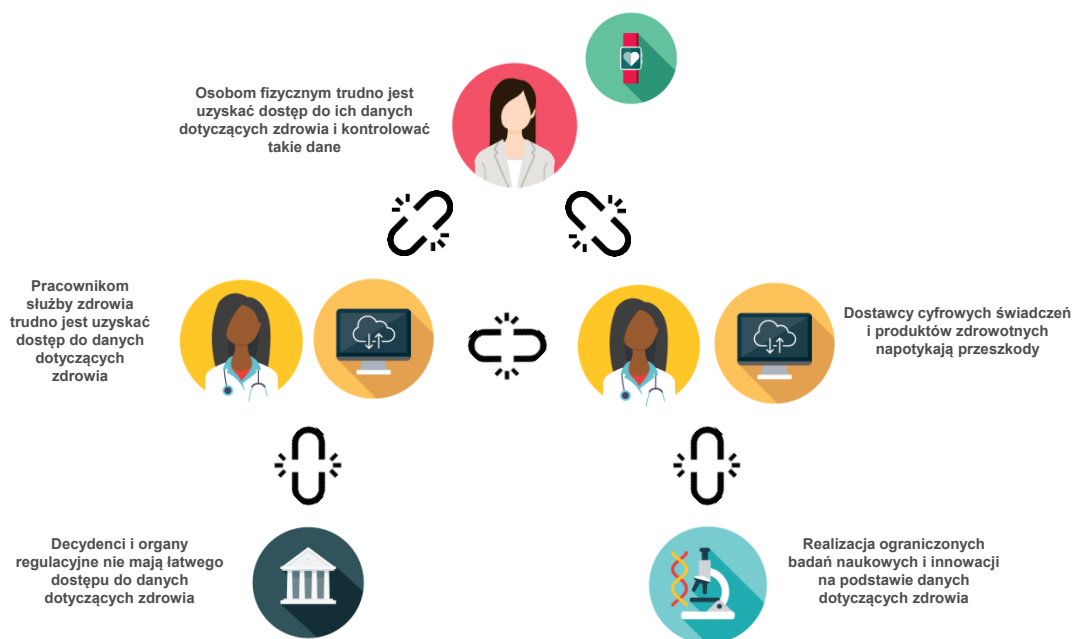 Osobom fizycznym trudno jest
uzyskać dostęp do ich danych
dotyczących zdrowia i kontrolować
takie dane
Pracownikom
służby zdrowia
trudno jest uzyskać
dostęp do danych
dotyczących
zdrowia
Dostawcy cyfrowych świadczeń
i produktów zdrowotnych
napotykają przeszkody
Decydenci i organy
regulacyjne nie mają łatwego
dostępu do danych
dotyczących zdrowia
Realizacja ograniczonych
badań naukowych i innowacji
na podstawie danych
dotyczących zdrowia